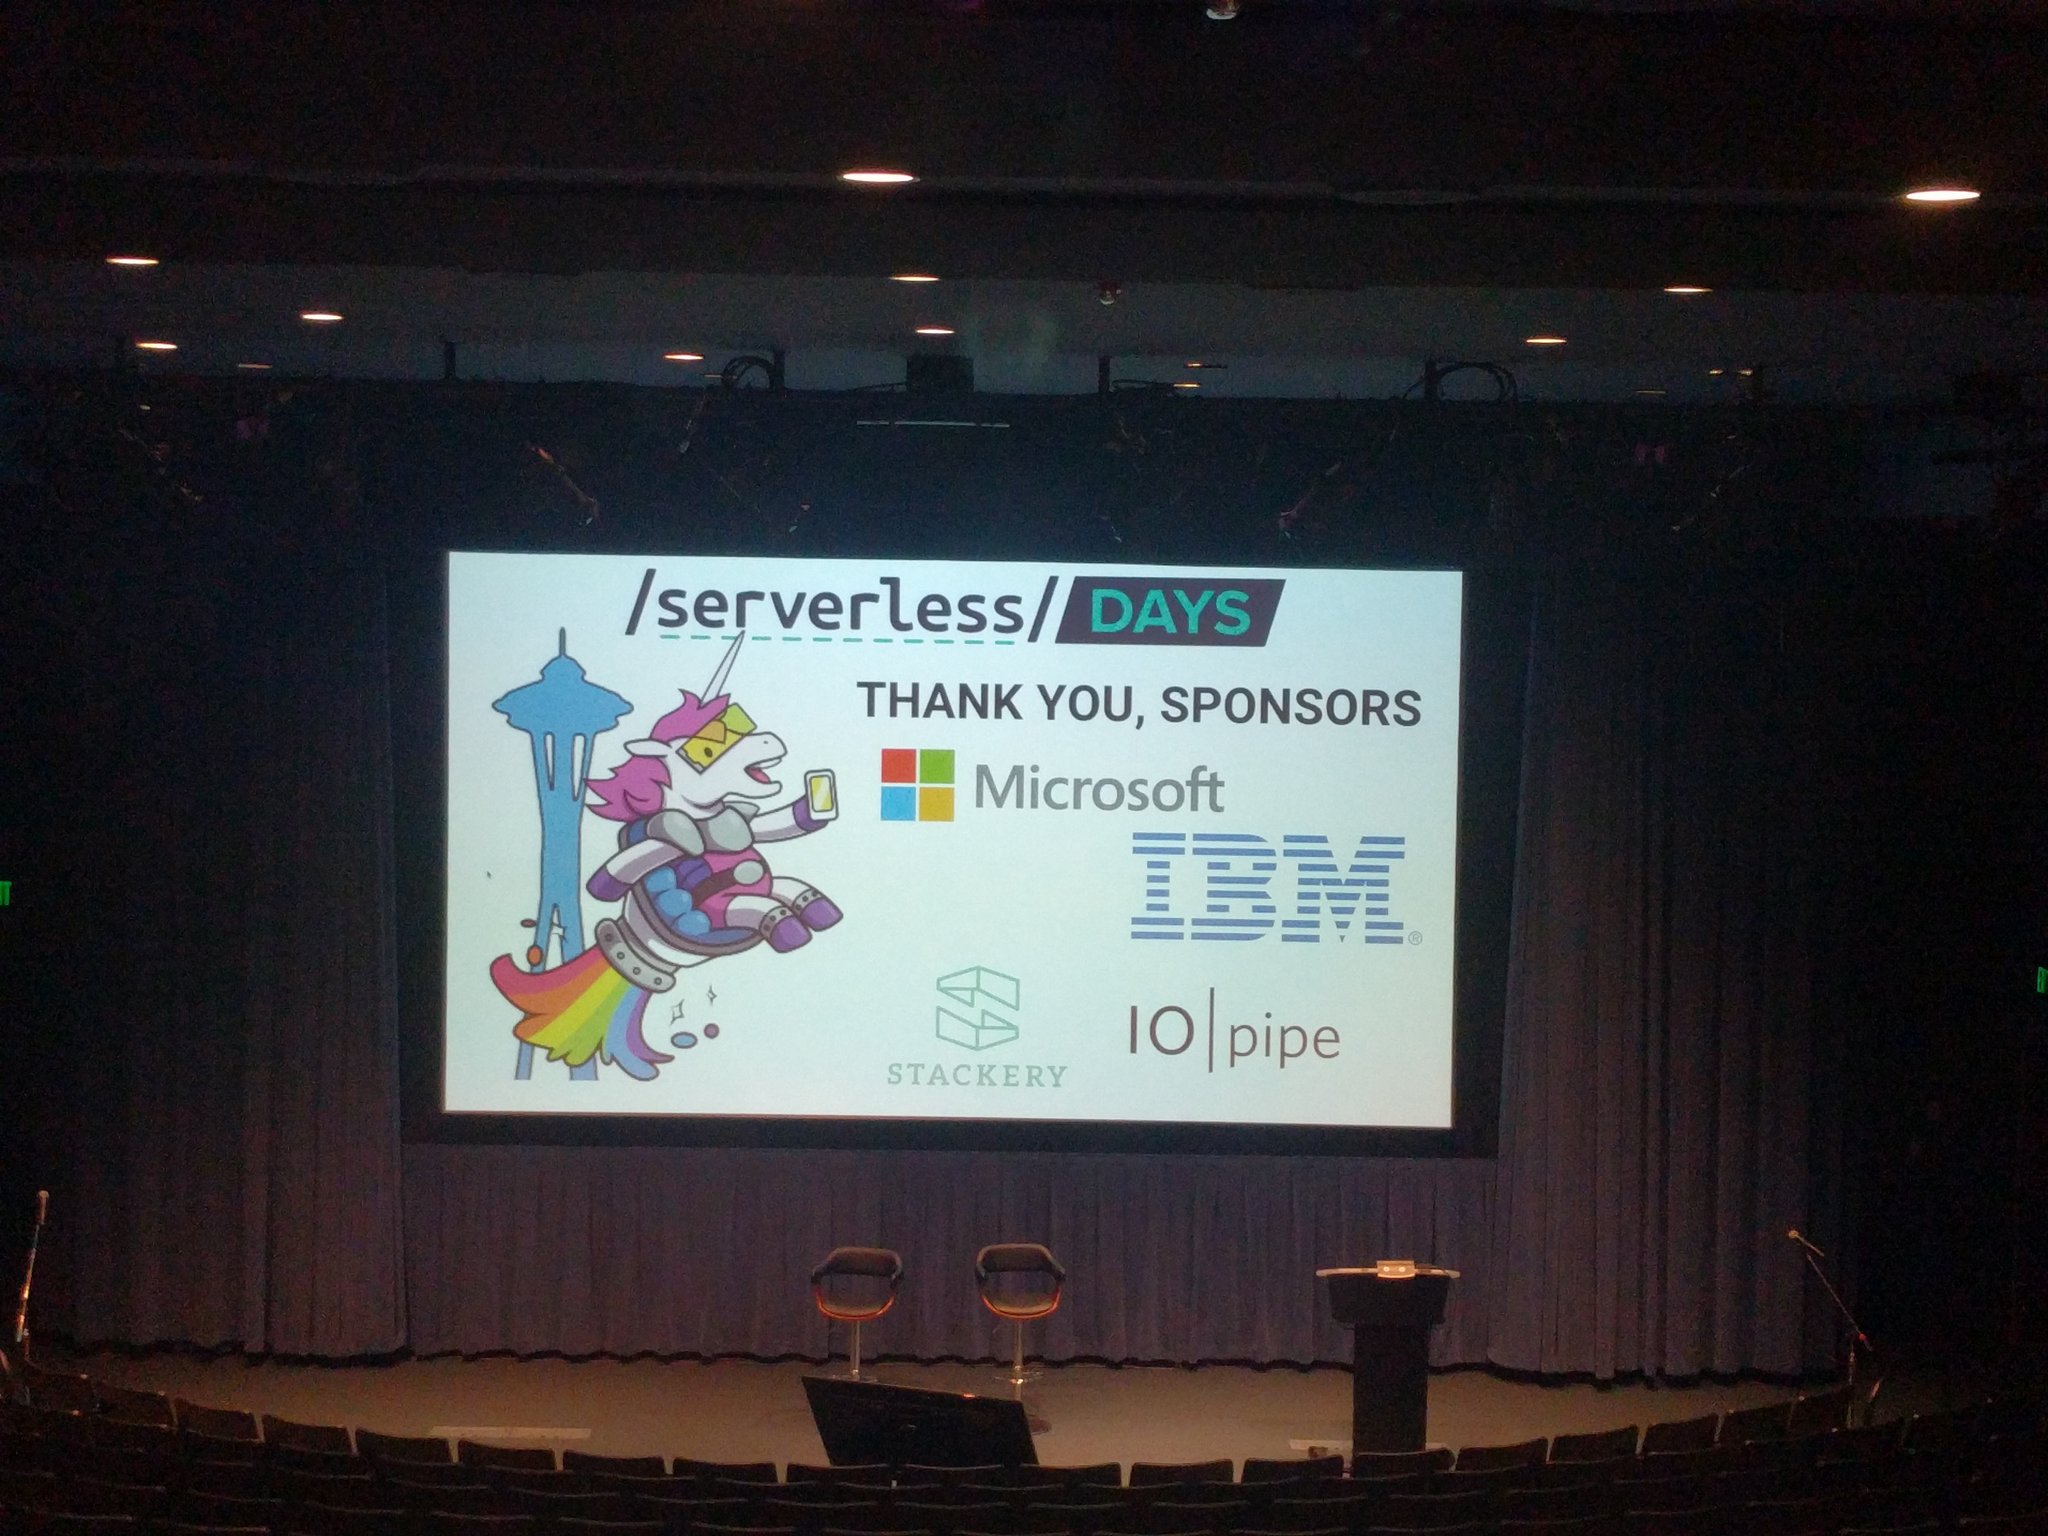 /serverless/ DAYS
THANK YOU, SPONSORS
Microsoft
IBM®
STACKERY
IO|pipe